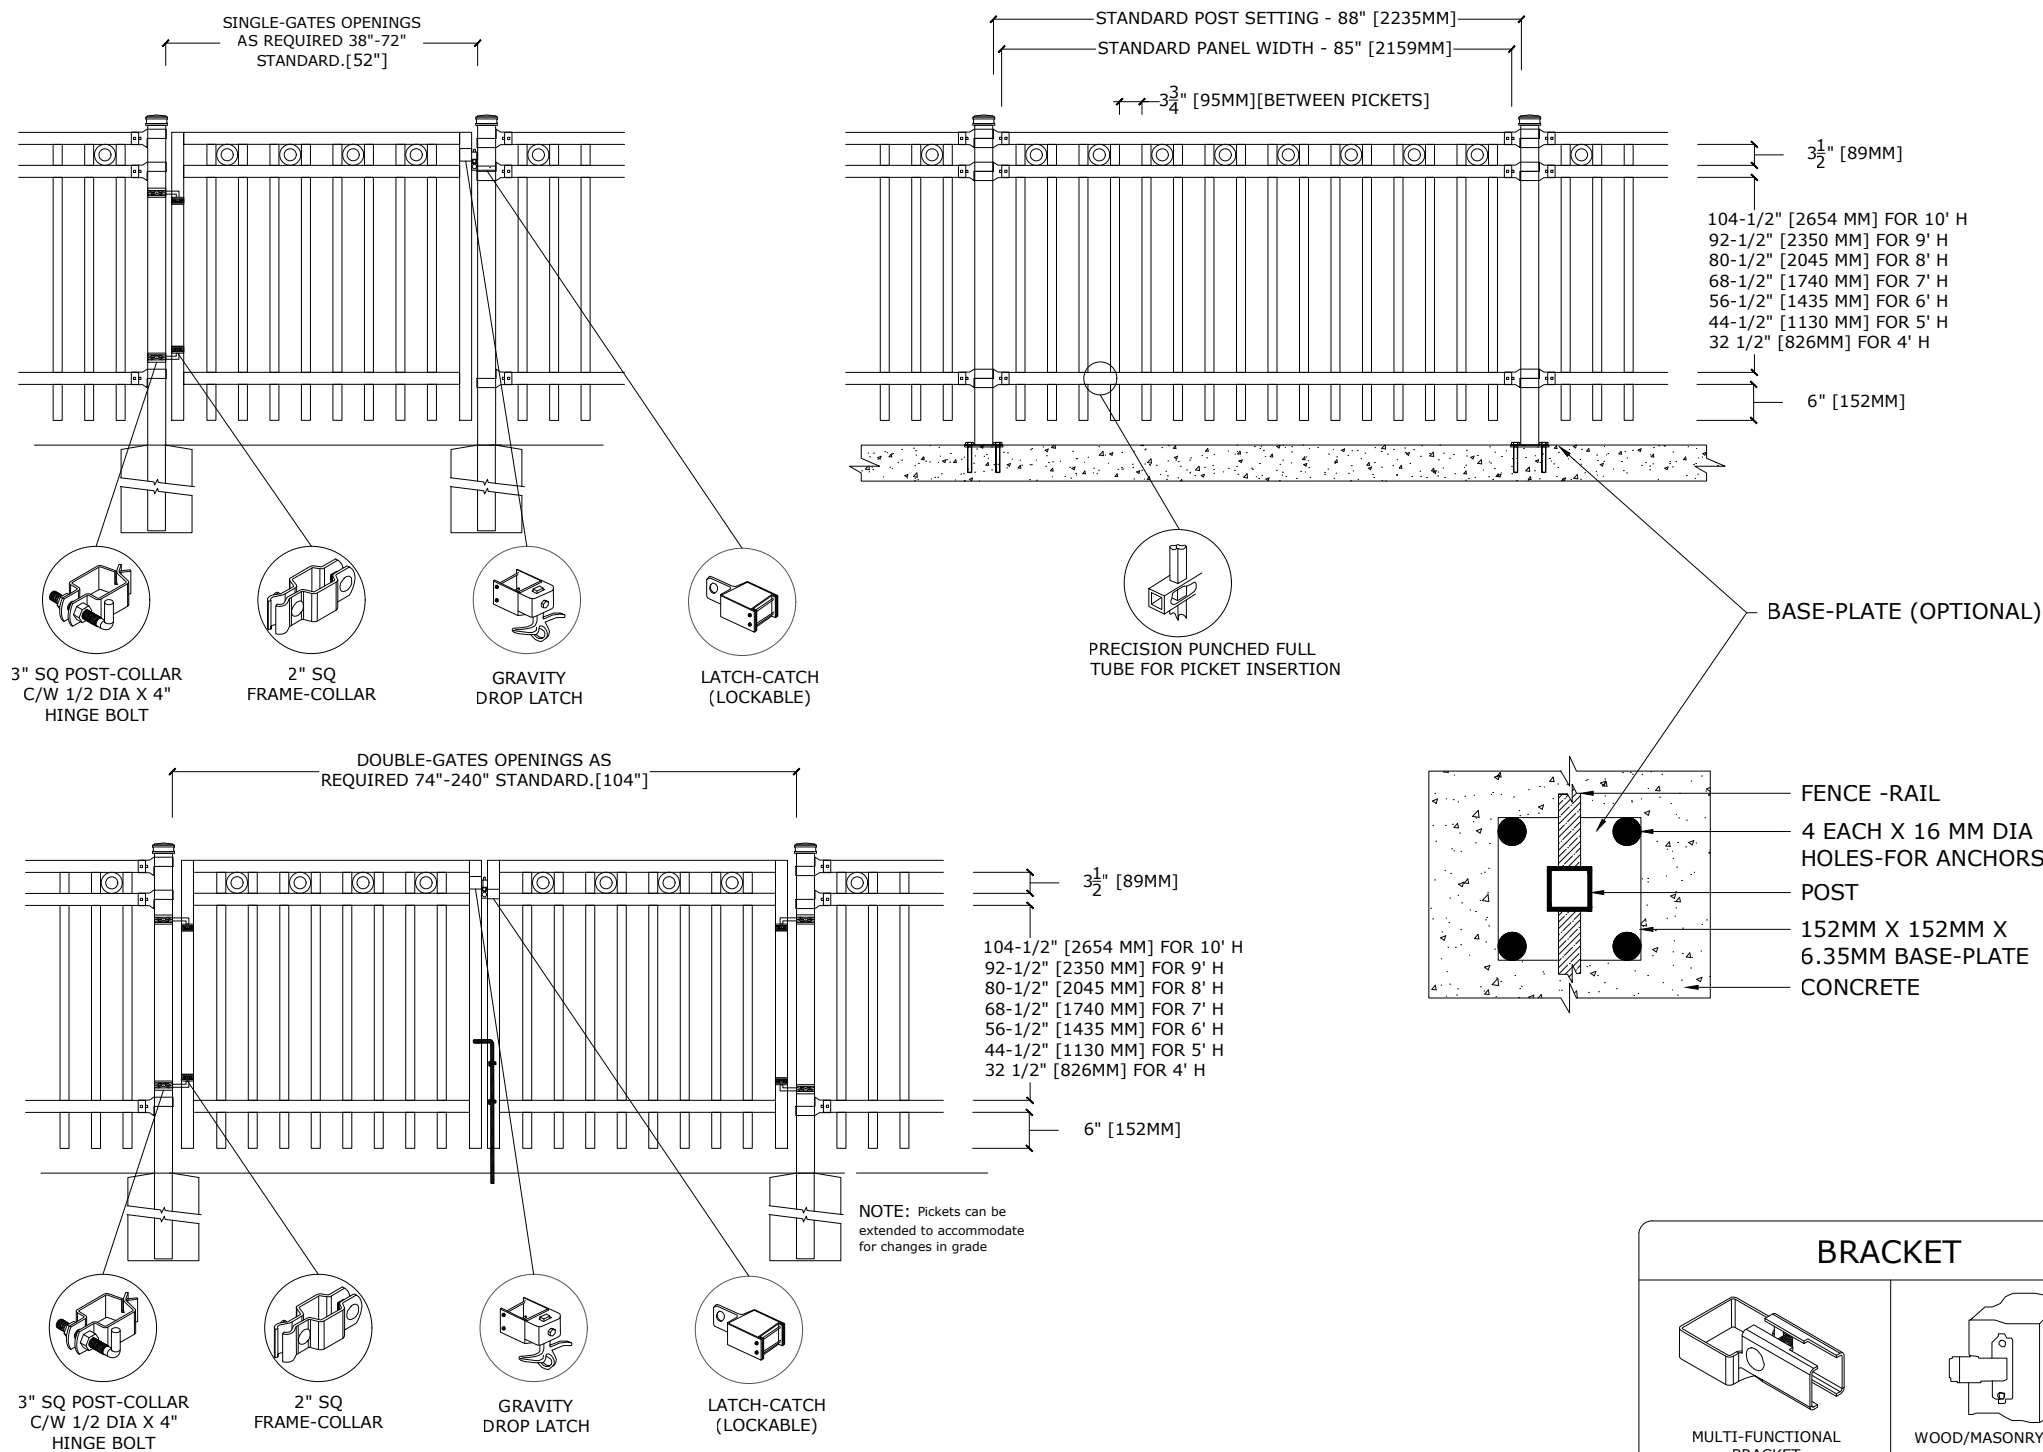 SINGLE-GATES OPENINGS
AS REQUIRED 38"-72"
STANDARD.[52"]
STANDARD POST SETTING - 88" [2235MM]
STANDARD PANEL WIDTH - 85" [2159MM]
3 3/4" [95MM][BETWEEN PICKETS]
3 1/2" [89MM]
104-1/2" [2654 MM] FOR 10' H
92-1/2" [2350 MM] FOR 9' H
80-1/2" [2045 MM] FOR 8' H
68-1/2" [1740 MM] FOR 7' H
56-1/2" [1435 MM] FOR 6' H
44-1/2" [1130 MM] FOR 5' H
32 1/2" [826MM] FOR 4' H
6" [152MM]
3" SQ POST-COLLAR
C/W 1/2 DIA X 4"
HINGE BOLT
2" SQ
FRAME-COLLAR
GRAVITY
DROP LATCH
LATCH-CATCH
(LOCKABLE)
PRECISION PUNCHED FULL
TUBE FOR PICKET INSERTION
BASE-PLATE (OPTIONAL)
FENCE -RAIL
4 EACH X 16 MM DIA
HOLES-FOR ANCHORS
POST
152MM X 152MM X
6.35MM BASE-PLATE
CONCRETE
DOUBLE-GATES OPENINGS AS
REQUIRED 74"-240" STANDARD.[104"]
3 1/2" [89MM]
104-1/2" [2654 MM] FOR 10' H
92-1/2" [2350 MM] FOR 9' H
80-1/2" [2045 MM] FOR 8' H
68-1/2" [1740 MM] FOR 7' H
56-1/2" [1435 MM] FOR 6' H
44-1/2" [1130 MM] FOR 5' H
32 1/2" [826MM] FOR 4' H
6" [152MM]
NOTE: Pickets can be
extended to accommodate
for changes in grade
3" SQ POST-COLLAR
C/W 1/2 DIA X 4"
HINGE BOLT
2" SQ
FRAME-COLLAR
GRAVITY
DROP LATCH
LATCH-CATCH
(LOCKABLE)
BRACKET
MULTI-FUNCTIONAL
BRACKET
WOOD/MASONRY